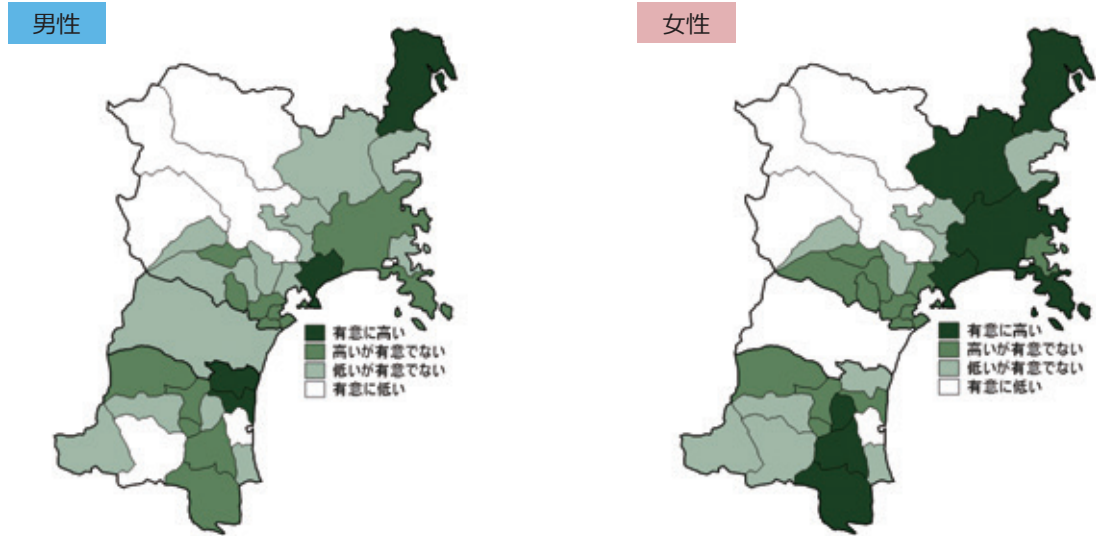 男性
女性
有意に高い
高いが有意でない
低いが有意でない
有意に低い
有意に高い
高いが有意でない
低いが有意でない
有意に低い